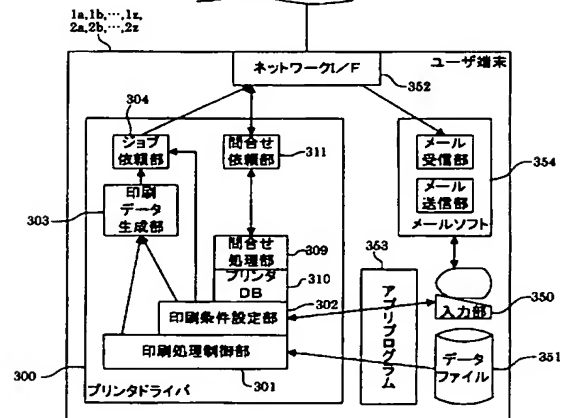 1a,1b,…,1z,
2a,2b,…,2z
ネットワークI/F
352
ユーザ端末
304
ジョブ
依頼部
問合せ
依頼部
311
メール
受信部
354
メール
送信部
メールソフト
303
印刷
データ
生成部
問合せ
処理部
309
プリンタ
DB
310
353
アプリプログラム
302
印刷条件設定部
入力部
350
印刷処理制御部
データ
ファイル
351
300
プリンタドライバ
301